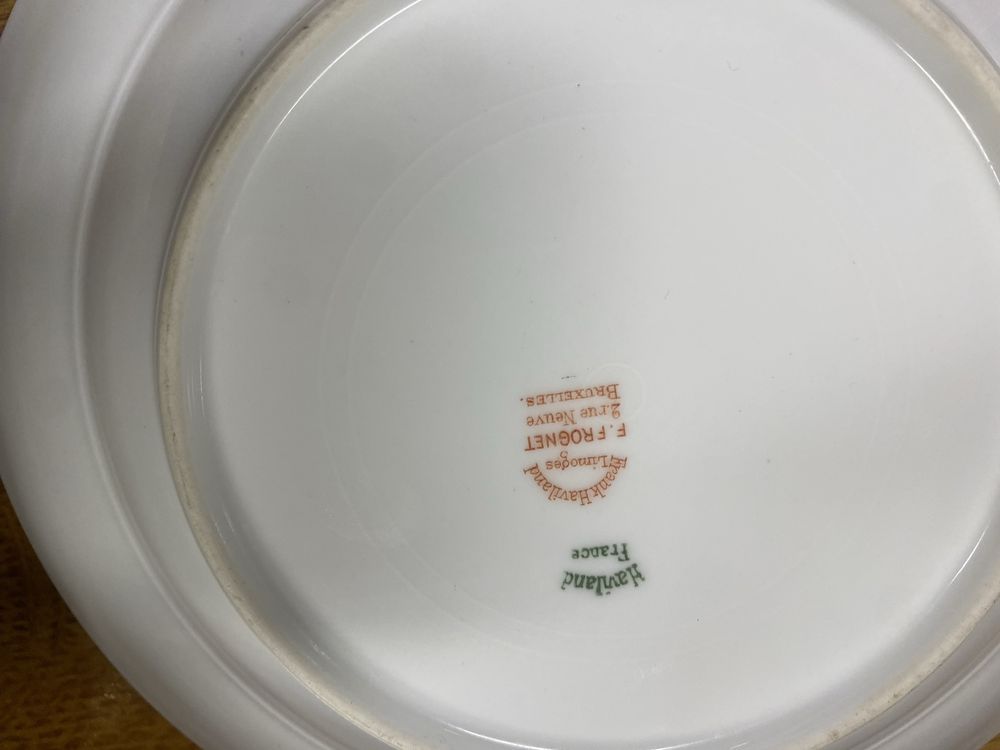 Haviland
France
Frank Haviland
Limoges
F. FROGNET
2.rue Neuve
BRUXELLES.